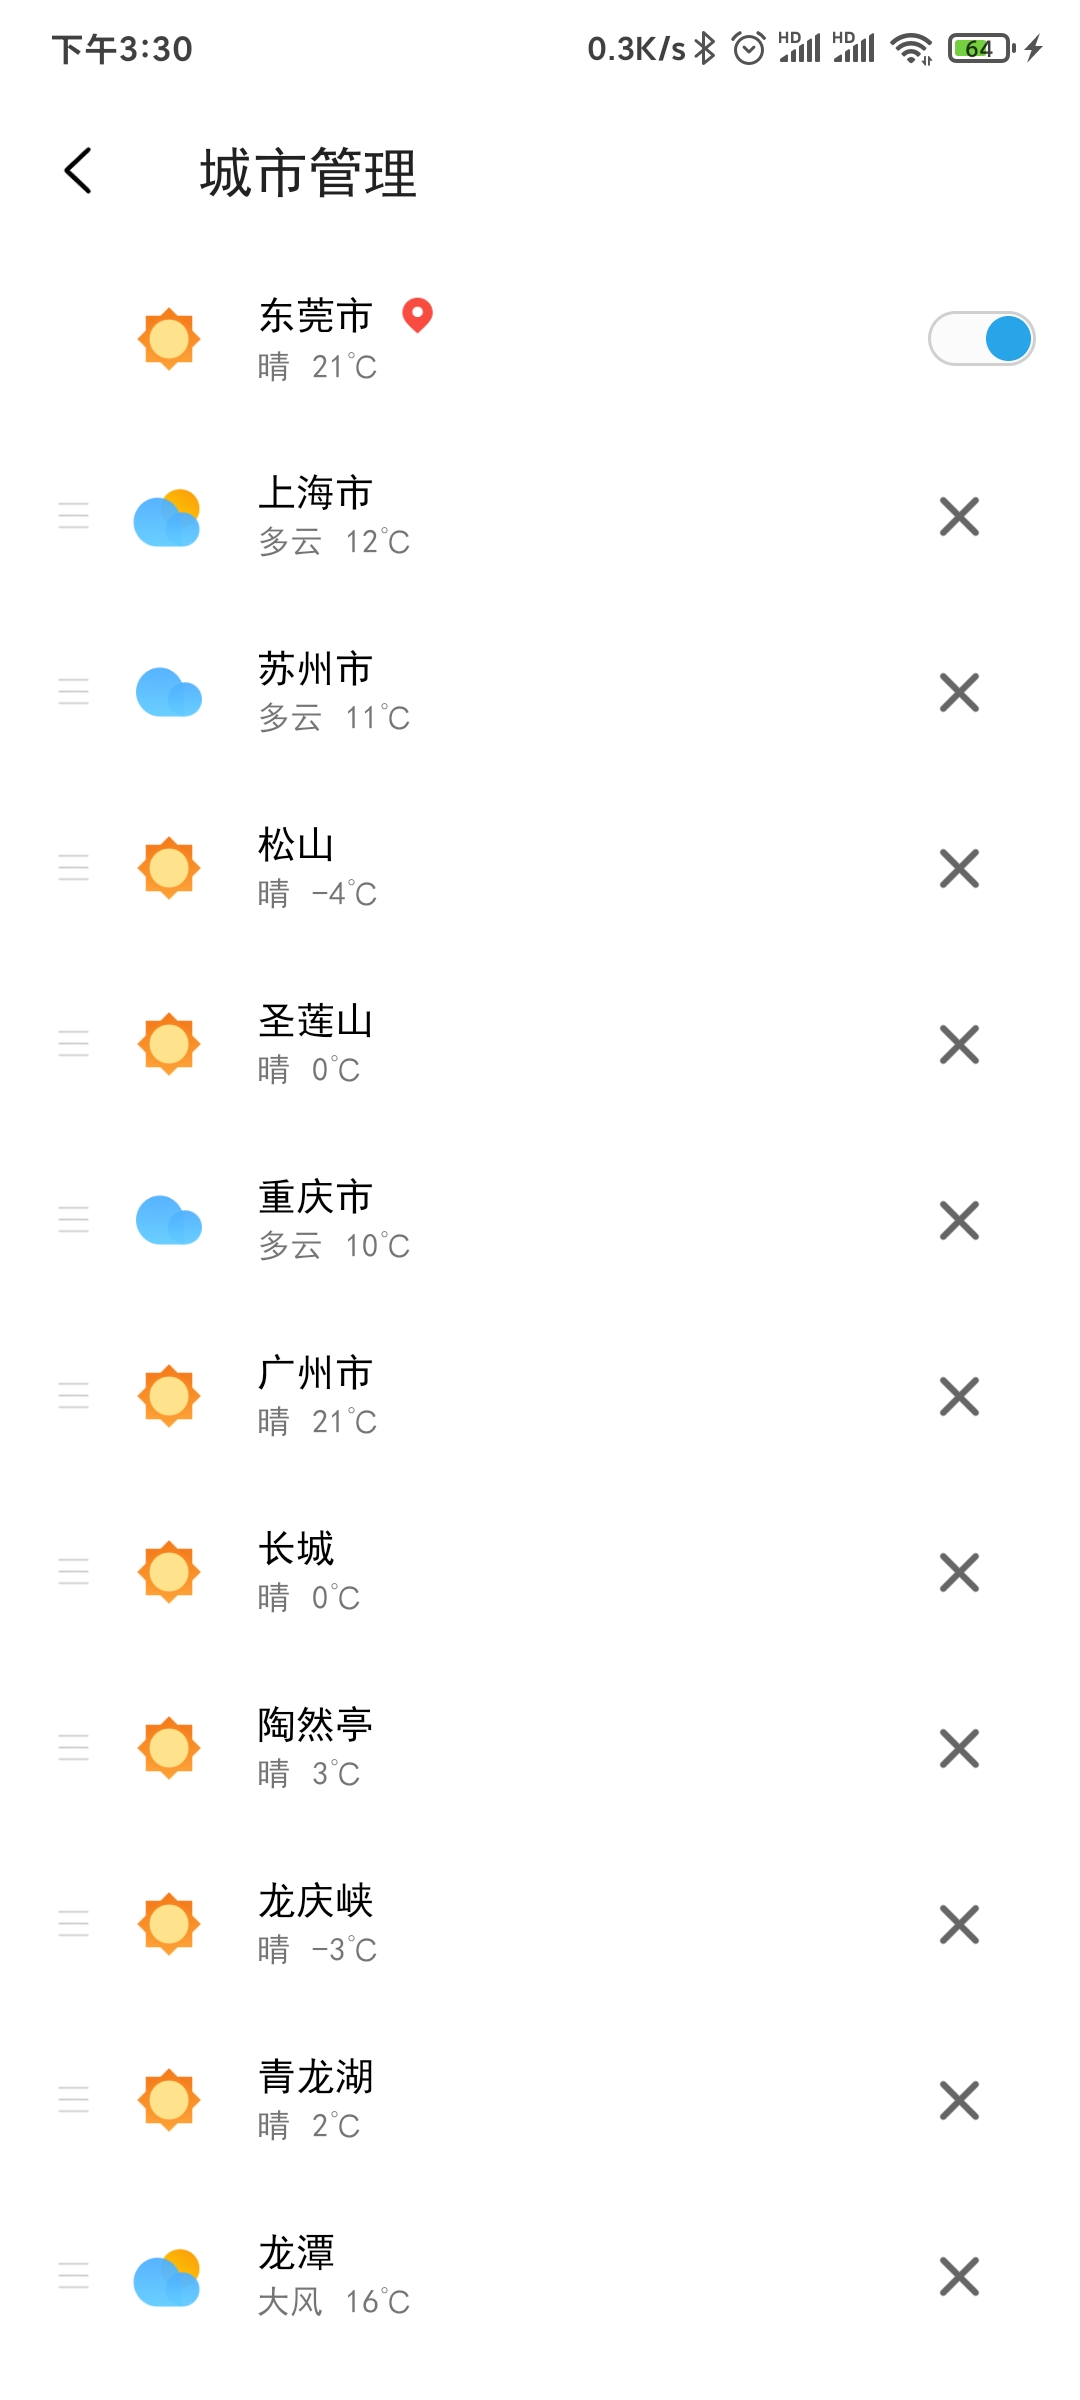 下午3:30
0.3K/s HD HD 64
城市管理
东莞市
晴 21℃
上海市
多云 12℃
苏州市
多云 11℃
松山
晴 -4℃
圣莲山
晴 0℃
重庆市
多云 10℃
广州市
晴 21℃
长城
晴 0℃
陶然亭
晴 3℃
龙庆峡
晴 -3℃
青龙湖
晴 2℃
龙潭
大风 16℃